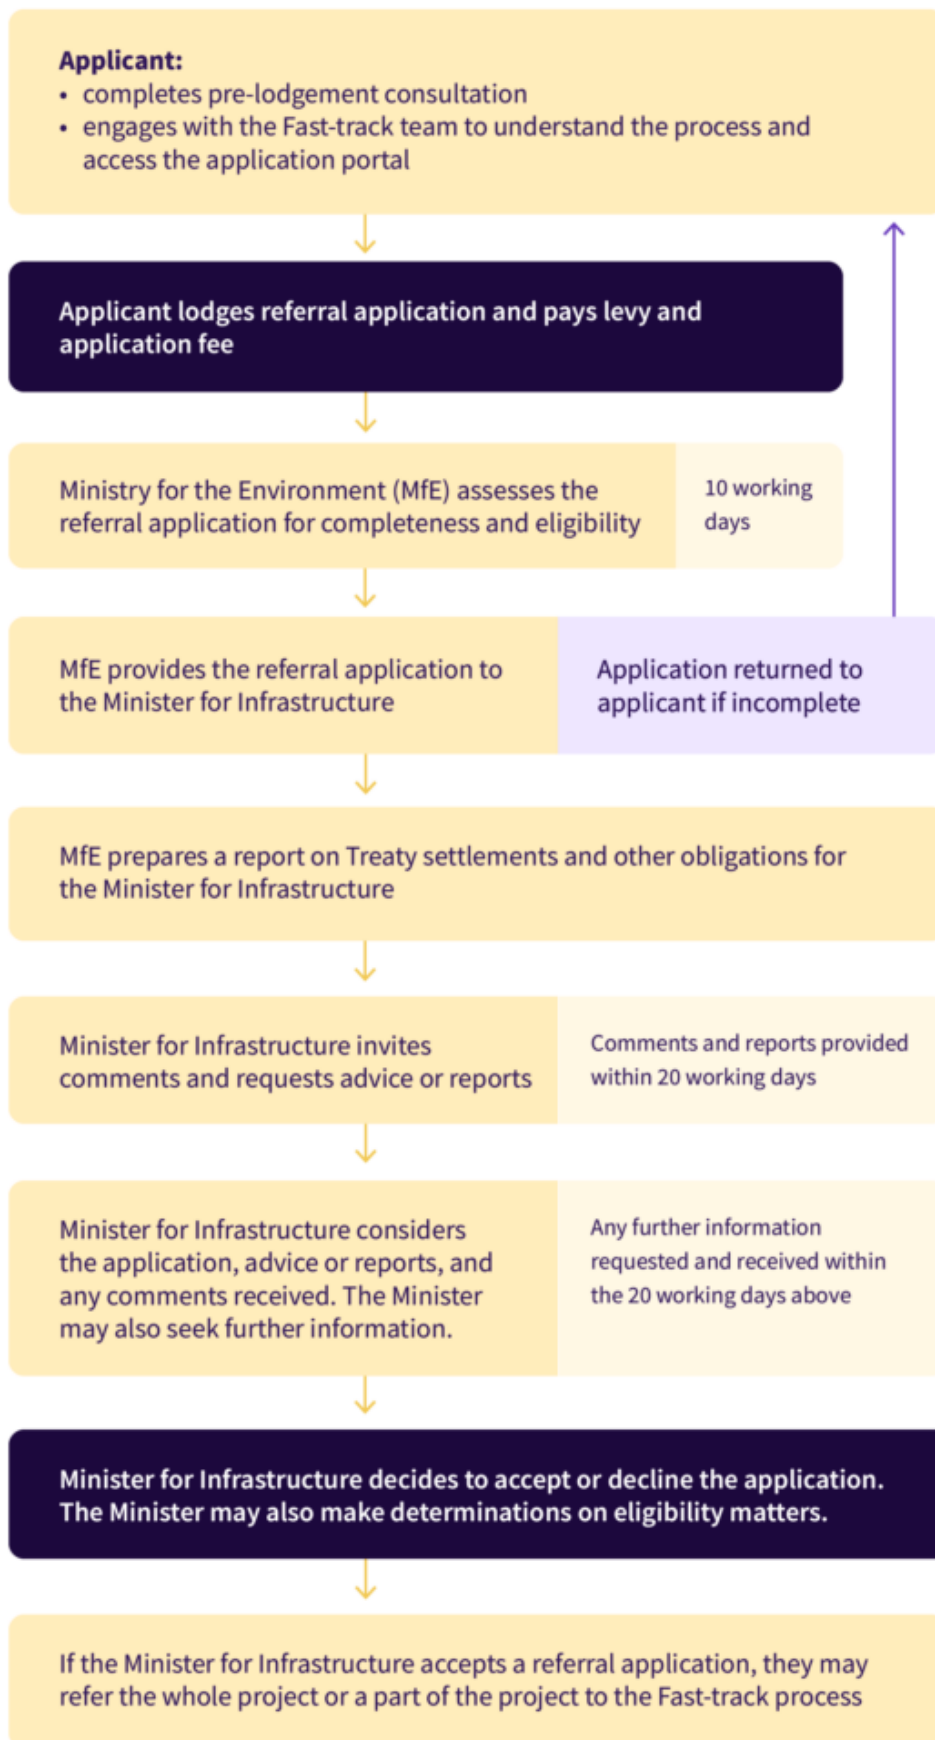 Applicant:
• completes pre-lodgement consultation
• engages with the Fast-track team to understand the process and
access the application portal
Applicant lodges referral application and pays levy and
application fee
Ministry for the Environment (MfE) assesses the
referral application for completeness and eligibility
10 working
days
MfE provides the referral application to
the Minister for Infrastructure
Application returned to
applicant if incomplete
MfE prepares a report on Treaty settlements and other obligations for
the Minister for Infrastructure
Minister for Infrastructure invites
comments and requests advice or reports
Comments and reports provided
within 20 working days
Minister for Infrastructure considers
the application, advice or reports, and
any comments received. The Minister
may also seek further information.
Any further information
requested and received within
the 20 working days above
Minister for Infrastructure decides to accept or decline the application.
The Minister may also make determinations on eligibility matters.
If the Minister for Infrastructure accepts a referral application, they may
refer the whole project or a part of the project to the Fast-track process